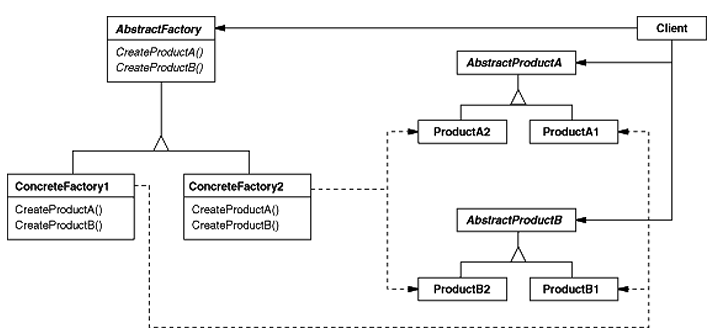 AbstractFactory
CreateProductA()
CreateProductB()
Client
AbstractProductA
ProductA2
ProductA1
ConcreteFactory1
CreateProductA()
CreateProductB()
ConcreteFactory2
CreateProductA()
CreateProductB()
AbstractProductB
ProductB2
ProductB1